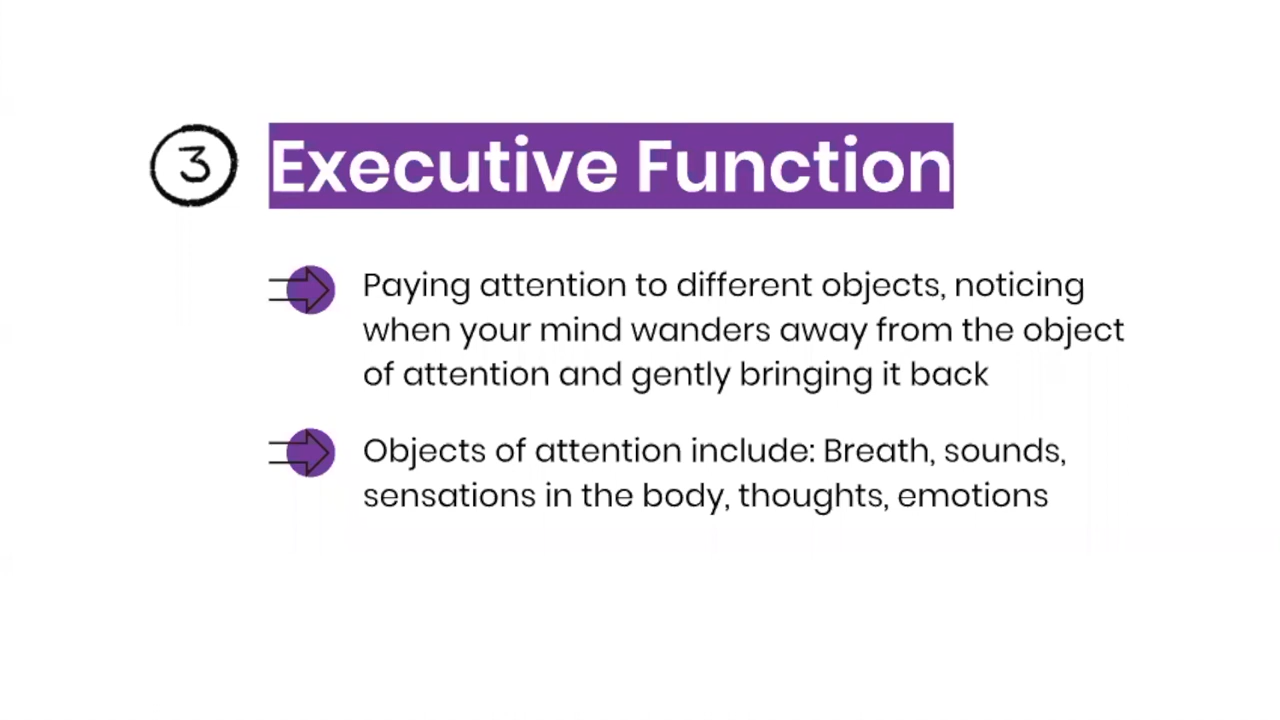 3
Executive Function
Paying attention to different objects, noticing
when your mind wanders away from the object
of attention and gently bringing it back
Objects of attention include: Breath, sounds,
sensations in the body, thoughts, emotions